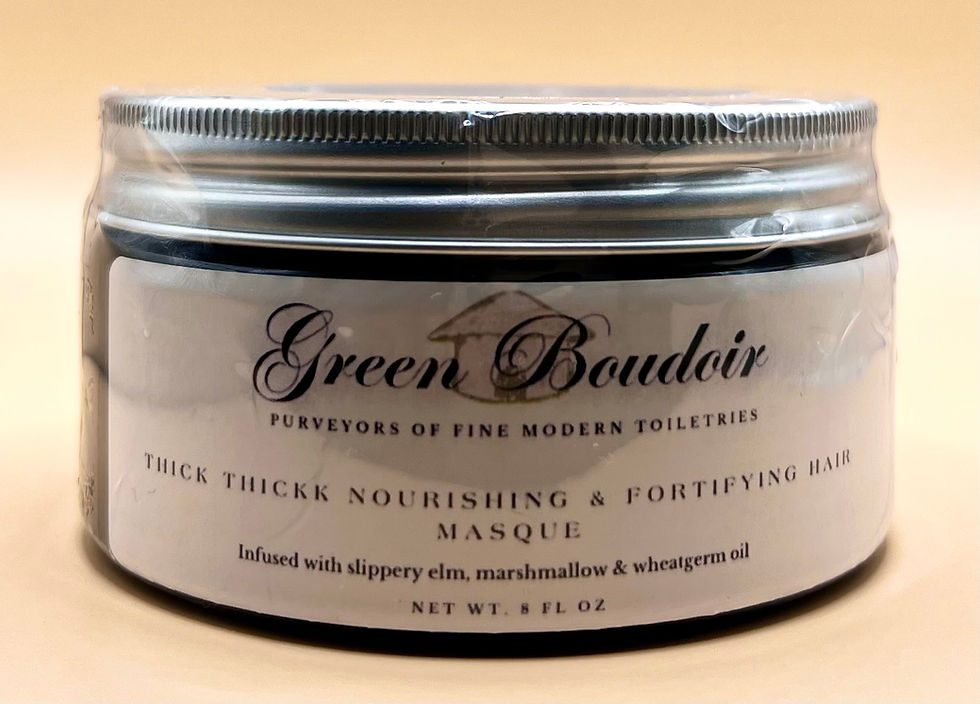 Green Boudoir
PURVEYORS OF FINE MODERN TOILETRIES
THICK THICKK NOURISHING & FORTIFYING HAIR
MASQUE
Infused with slippery elm, marshmallow & wheatgerm oil
NET WT. 8 FL OZ